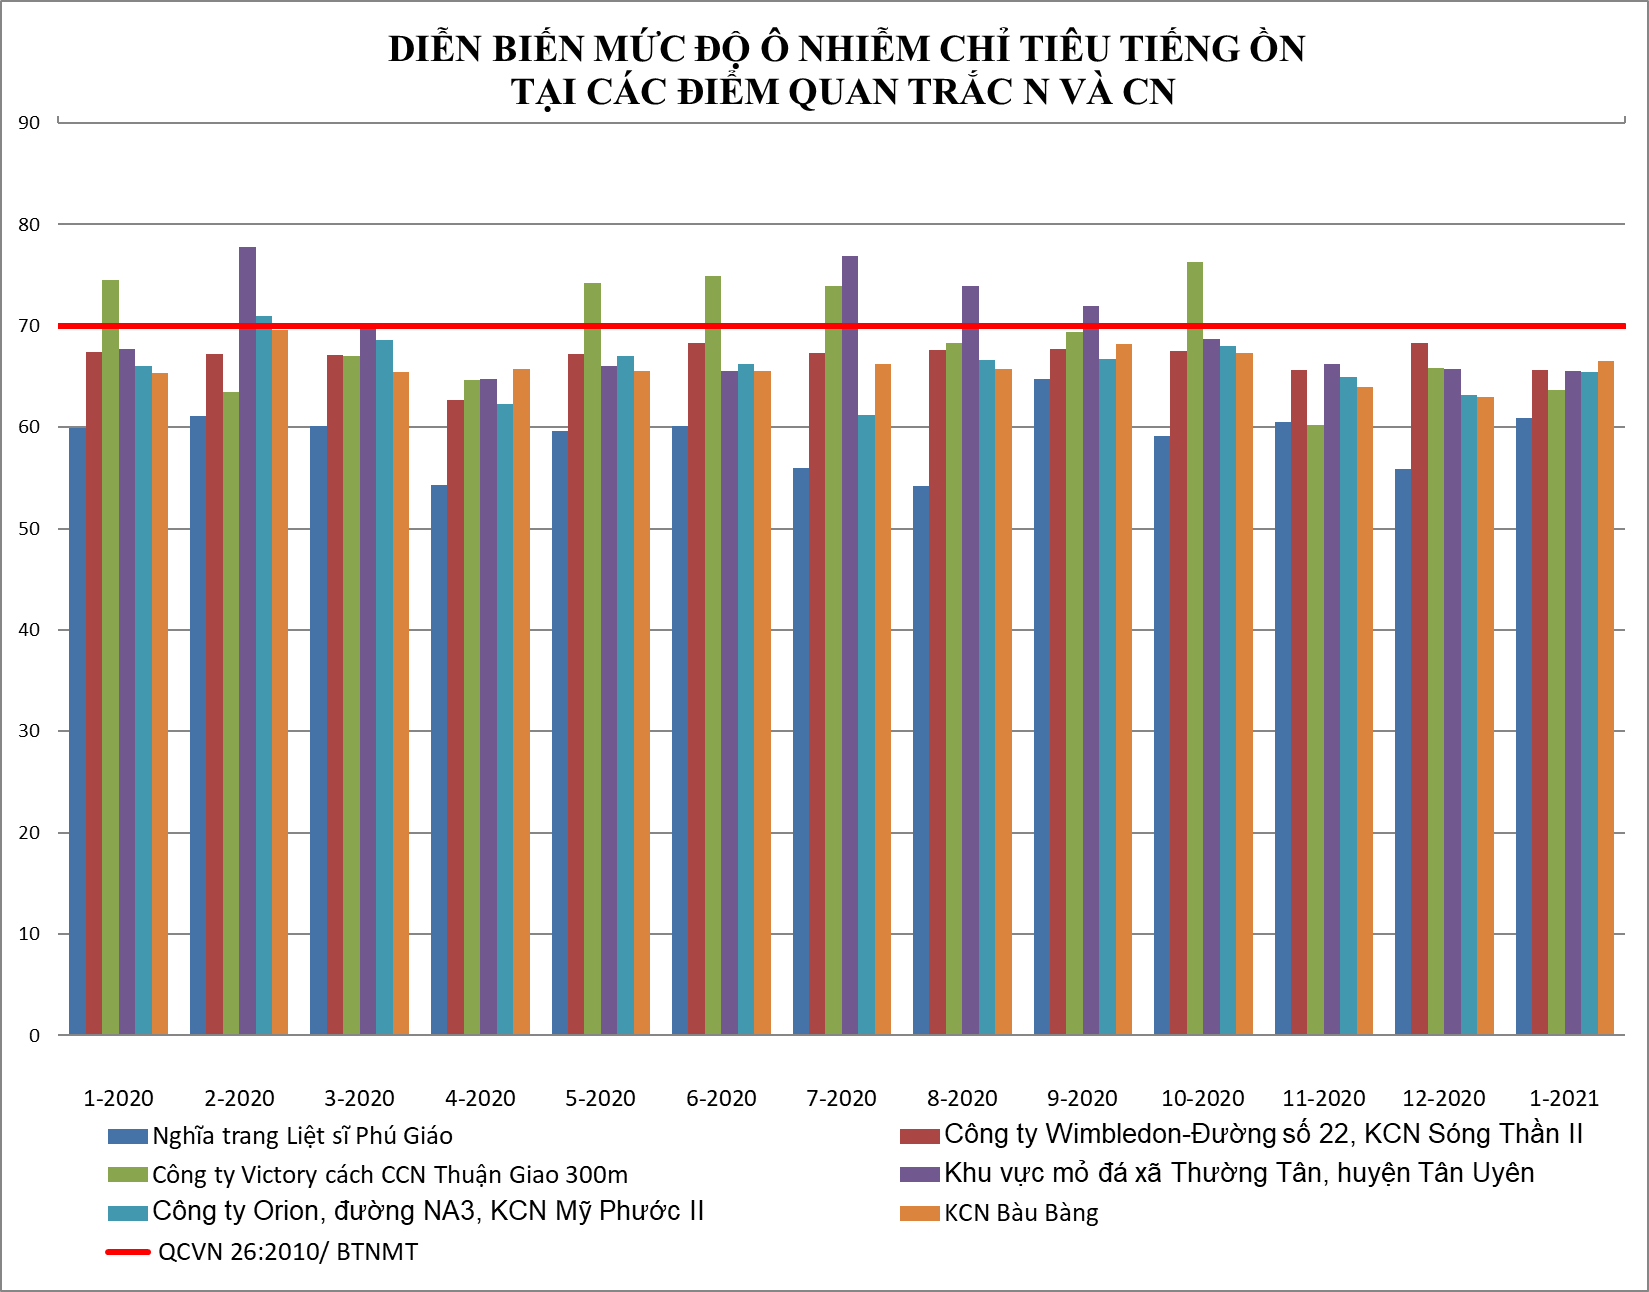 DIỄN BIẾN MỨC ĐỘ Ô NHIỄM CHỈ TIÊU TIẾNG ỒN
TẠI CÁC ĐIỂM QUAN TRẮC N VÀ CN
90
80
70
60
50
40
30
20
10
0
1-2020 2-2020 3-2020 4-2020 5-2020 6-2020 7-2020 8-2020 9-2020 10-2020 11-2020 12-2020 1-2021
Nghĩa trang Liệt sĩ Phú Giáo Công ty Wimbledon-Đường số 22, KCN Sóng Thần II
Công ty Victory cách CCN Thuận Giao 300m Khu vực mỏ đá xã Thường Tân, huyện Tân Uyên
Công ty Orion, đường NA3, KCN Mỹ Phước II KCN Bàu Bàng
QCVN 26:2010/ BTNMT